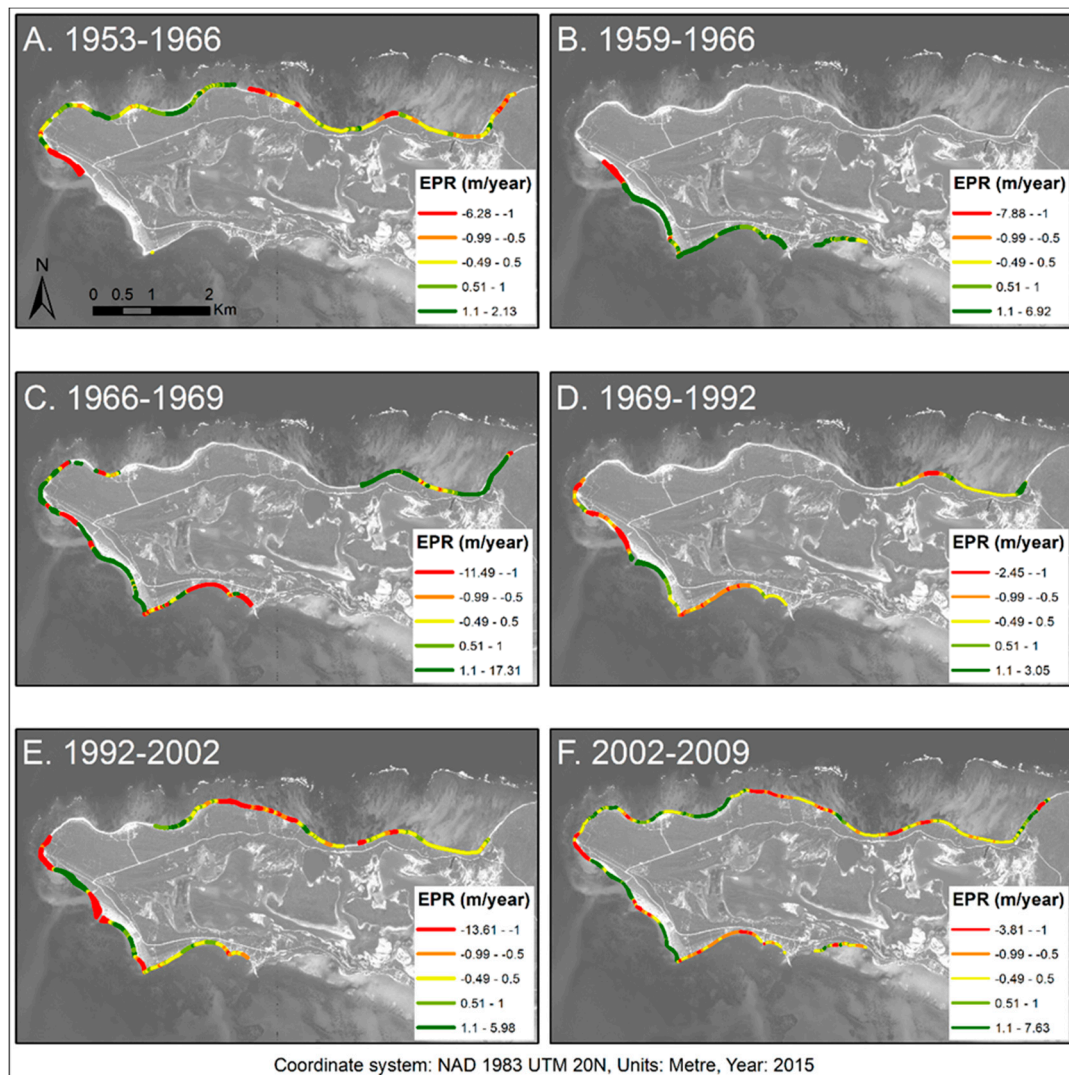 A. 1953-1966
EPR (m/year)
-6.28 - -1
-0.99 - -0.5
-0.49 - 0.5
0.51 - 1
1.1 - 2.13
N
0 0.5 1 2
Km
B. 1959-1966
EPR (m/year)
-7.88 - -1
-0.99 - -0.5
-0.49 - 0.5
0.51 - 1
1.1 - 6.92
C. 1966-1969
EPR (m/year)
-11.49 - -1
-0.99 - -0.5
-0.49 - 0.5
0.51 - 1
1.1 - 17.31
D. 1969-1992
EPR (m/year)
-2.45 - -1
-0.99 - -0.5
-0.49 - 0.5
0.51 - 1
1.1 - 3.05
E. 1992-2002
EPR (m/year)
-13.61 - -1
-0.99 - -0.5
-0.49 - 0.5
0.51 - 1
1.1 - 5.98
F. 2002-2009
EPR (m/year)
-3.81 - -1
-0.99 - -0.5
-0.49 - 0.5
0.51 - 1
1.1 - 7.63
Coordinate system: NAD 1983 UTM 20N, Units: Metre, Year: 2015